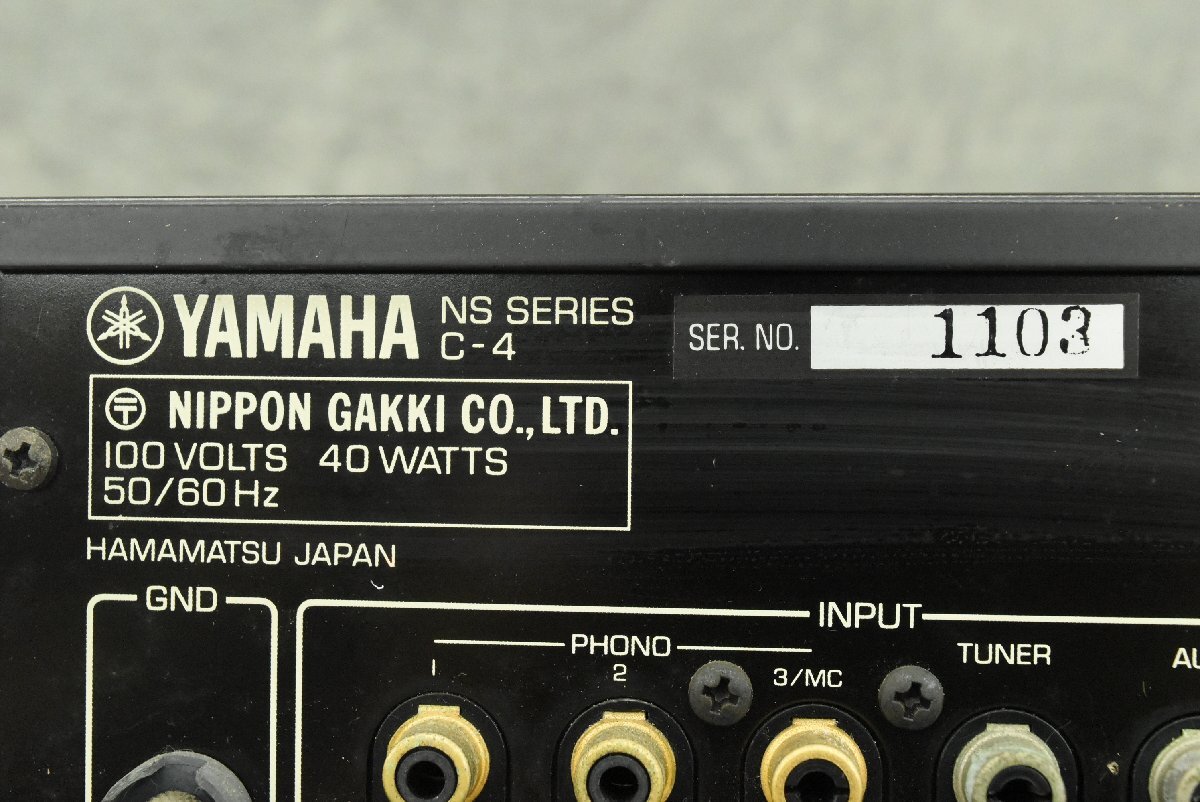 YAMAHA NS SERIES
C-4
SER. NO. 1103
〒 NIPPON GAKKI CO., LTD.
100 VOLTS 40 WATTS
50/60 Hz
HAMAMATSU JAPAN
GND
INPUT
PHONO
1 2 3/MC
TUNER
AU